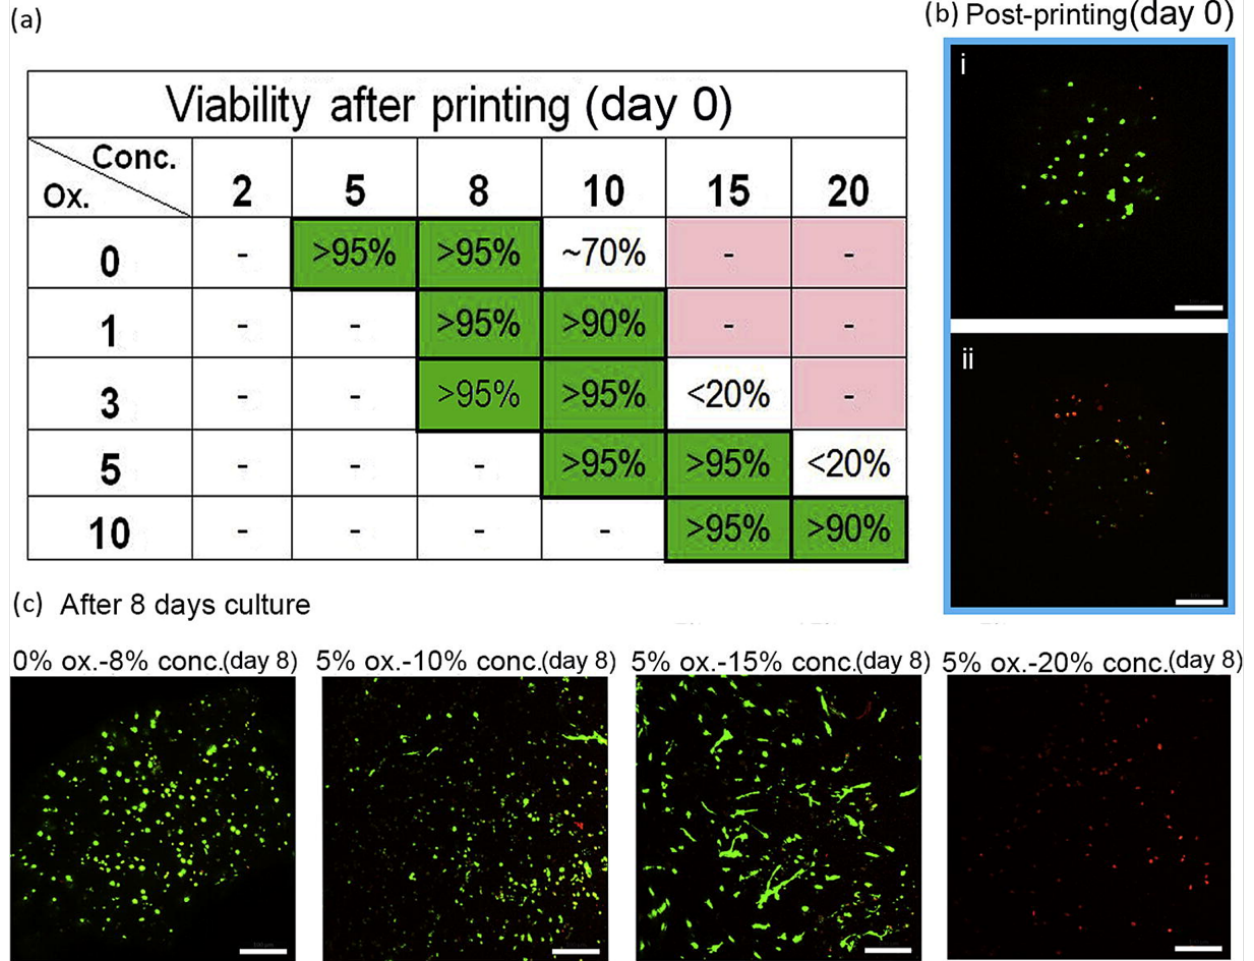 (a)
Viability after printing (day 0)
Conc.
Ox.
2 5 8 10 15 20
0 - >95% >95% ~70% - -
1 - - >95% >90% - -
3 - - >95% >95% <20% -
5 - - - >95% >95% <20%
10 - - - - >95% >90%
(b) Post-printing(day 0)
i
ii
(c) After 8 days culture
0% ox.-8% conc.(day 8)
5% ox.-10% conc.(day 8)
5% ox.-15% conc.(day 8)
5% ox.-20% conc.(day 8)